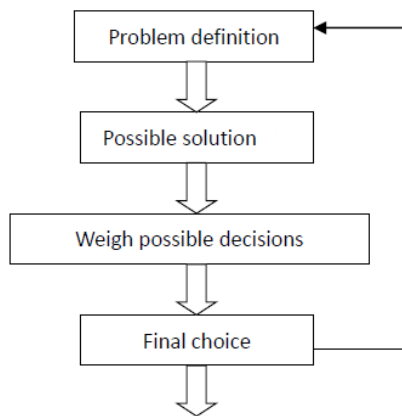 Problem definition
Possible solution
Weigh possible decisions
Final choice